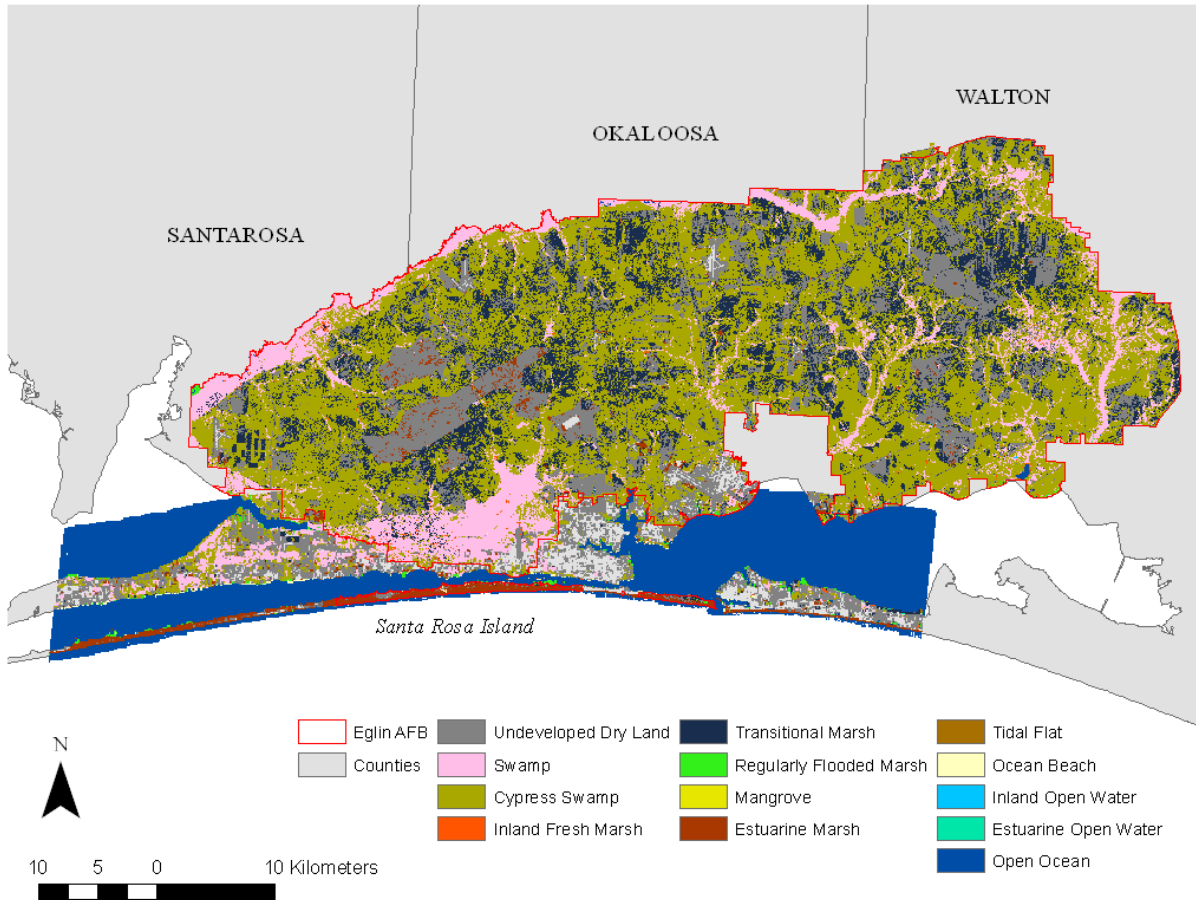 WALTON
OKALOOSA
SANTAROSA
Santa Rosa Island
N
Eglin AFB
Counties
Undeveloped Dry Land
Swamp
Cypress Swamp
Inland Fresh Marsh
Transitional Marsh
Regularly Flooded Marsh
Mangrove
Estuarine Marsh
Tidal Flat
Ocean Beach
Inland Open Water
Estuarine Open Water
Open Ocean
10 5 0 10 Kilometers